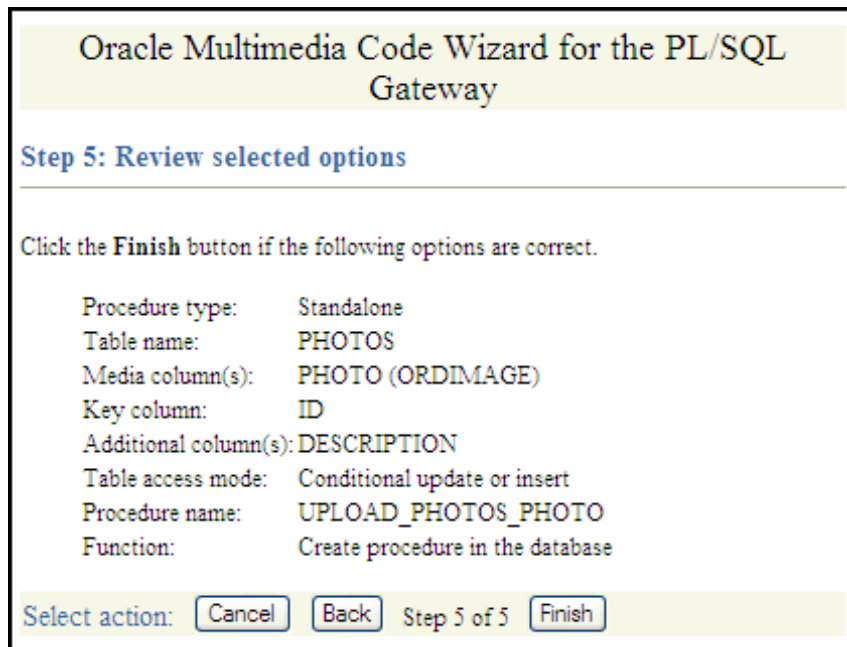 Oracle Multimedia Code Wizard for the PL/SQL
Gateway
Step 5: Review selected options
Click the Finish button if the following options are correct.
Procedure type: Standalone
Table name: PHOTOS
Media column(s): PHOTO (ORDIMAGE)
Key column: ID
Additional column(s): DESCRIPTION
Table access mode: Conditional update or insert
Procedure name: UPLOAD_PHOTOS_PHOTO
Function: Create procedure in the database
Select action: Cancel Back Step 5 of 5 Finish